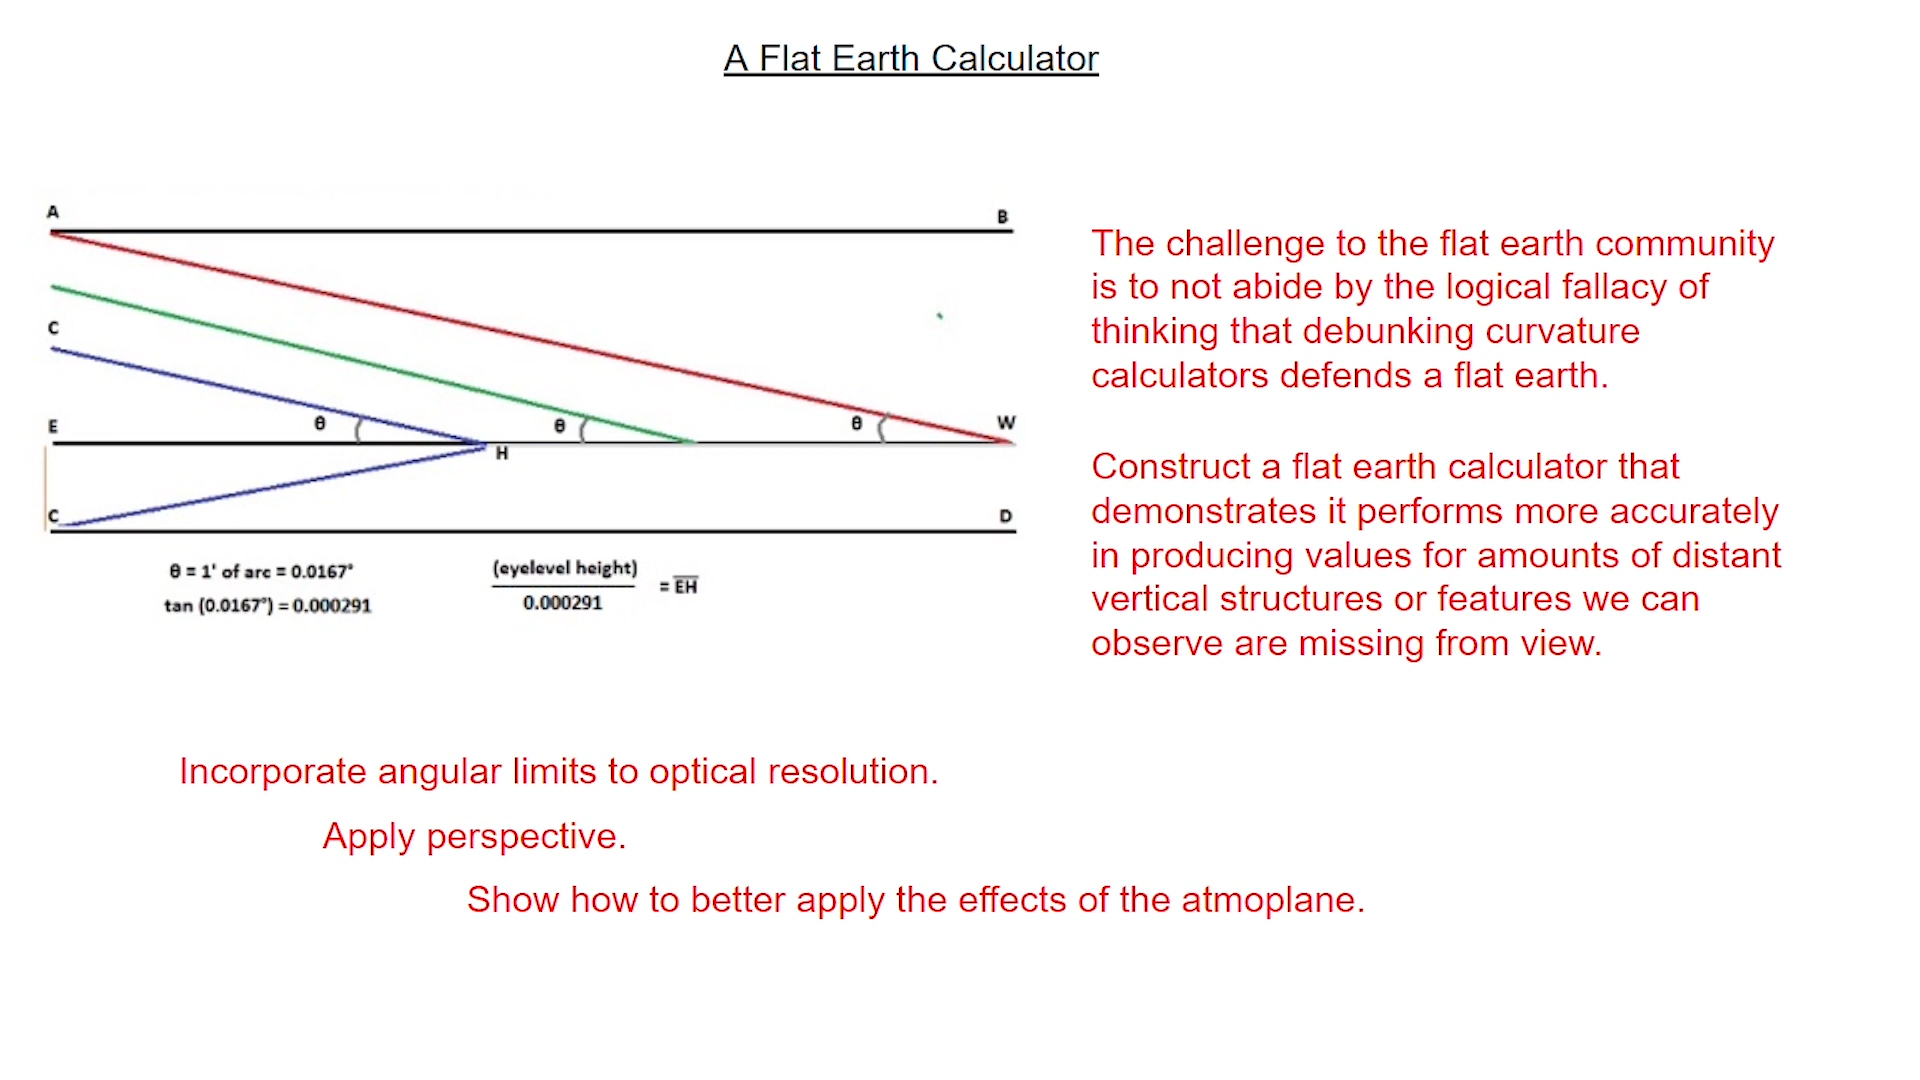 A Flat Earth Calculator
A
B
The challenge to the flat earth community
is to not abide by the logical fallacy of
thinking that debunking curvature
calculators defends a flat earth.
C
E
θ
θ
θ
W
H
Construct a flat earth calculator that
demonstrates it performs more accurately
in producing values for amounts of distant
vertical structures or features we can
observe are missing from view.
C
D
θ = 1' of arc = 0.0167°
tan (0.0167°) = 0.000291
(eyelevel height)
0.000291
= EH
Incorporate angular limits to optical resolution.
Apply perspective.
Show how to better apply the effects of the atmoplane.